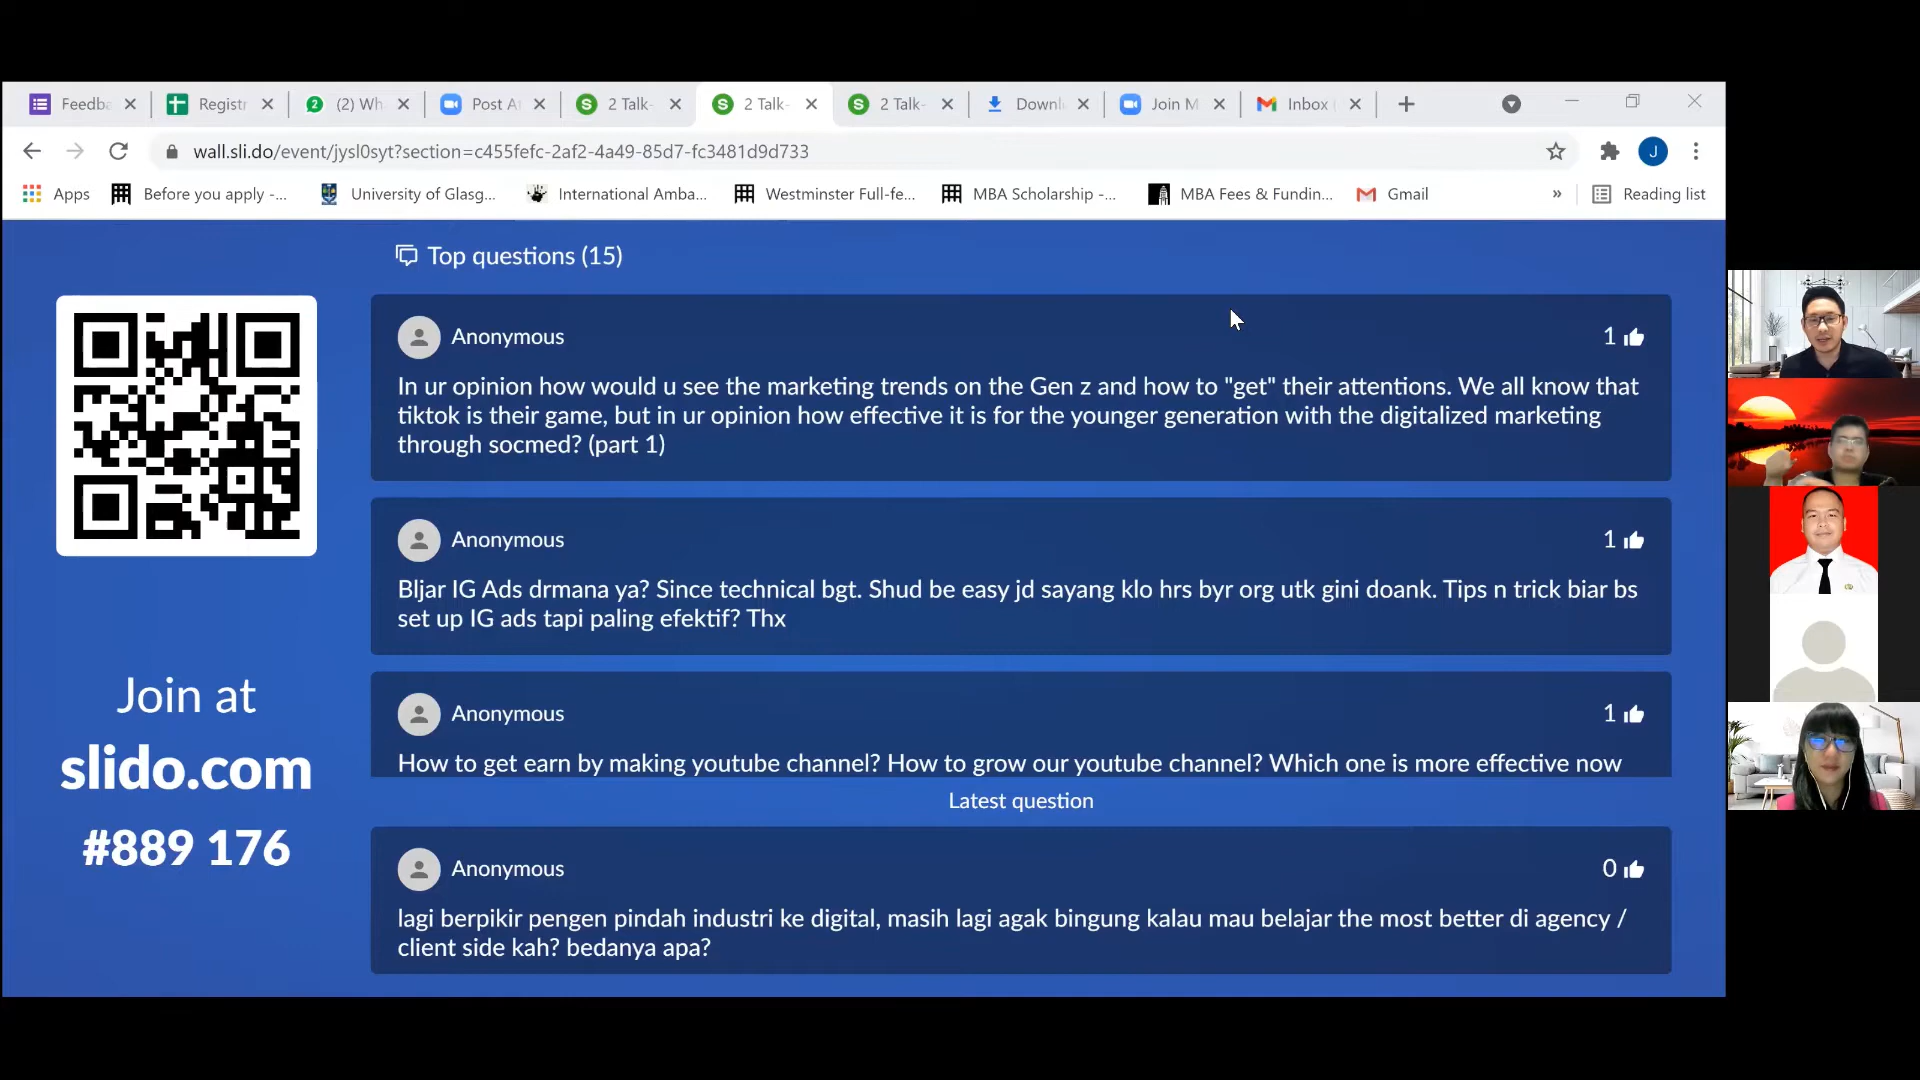 Feedba
Registr
(2) Wh
Post A
2 Talk-
2 Talk-
2 Talk-
Downl
Join M
Inbox
wall.sli.do/event/jysl0syt?section=c455fefc-2af2-4a49-85d7-fc3481d9d733
J
Apps
Before you apply -...
University of Glasg...
International Amba...
Westminster Full-fe...
MBA Scholarship -...
MBA Fees & Fundin...
Gmail
»
Reading list
Top questions (15)
Anonymous
1
In ur opinion how would u see the marketing trends on the Gen z and how to "get" their attentions. We all know that
tiktok is their game, but in ur opinion how effective it is for the younger generation with the digitalized marketing
through socmed? (part 1)
Anonymous
1
Bljar IG Ads drmana ya? Since technical bgt. Shud be easy jd sayang klo hrs byr org utk gini doank. Tips n trick biar bs
set up IG ads tapi paling efektif? Thx
Anonymous
1
How to get earn by making youtube channel? How to grow our youtube channel? Which one is more effective now
Latest question
Anonymous
0
lagi berpikir pengen pindah industri ke digital, masih lagi agak bingung kalau mau belajar the most better di agency /
client side kah? bedanya apa?
Join at
slido.com
#889 176